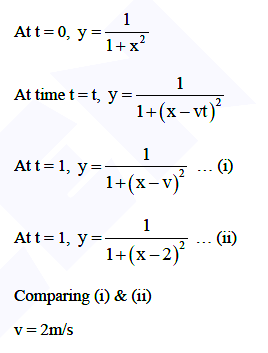 At t = 0, y = 1/(1+x²)
At time t = t, y = 1/(1+(x−vt)²)
At t = 1, y = 1/(1+(x−v)²) ... (i)
At t = 1, y = 1/(1+(x−2)²) ... (ii)
Comparing (i) & (ii)
v = 2m/s